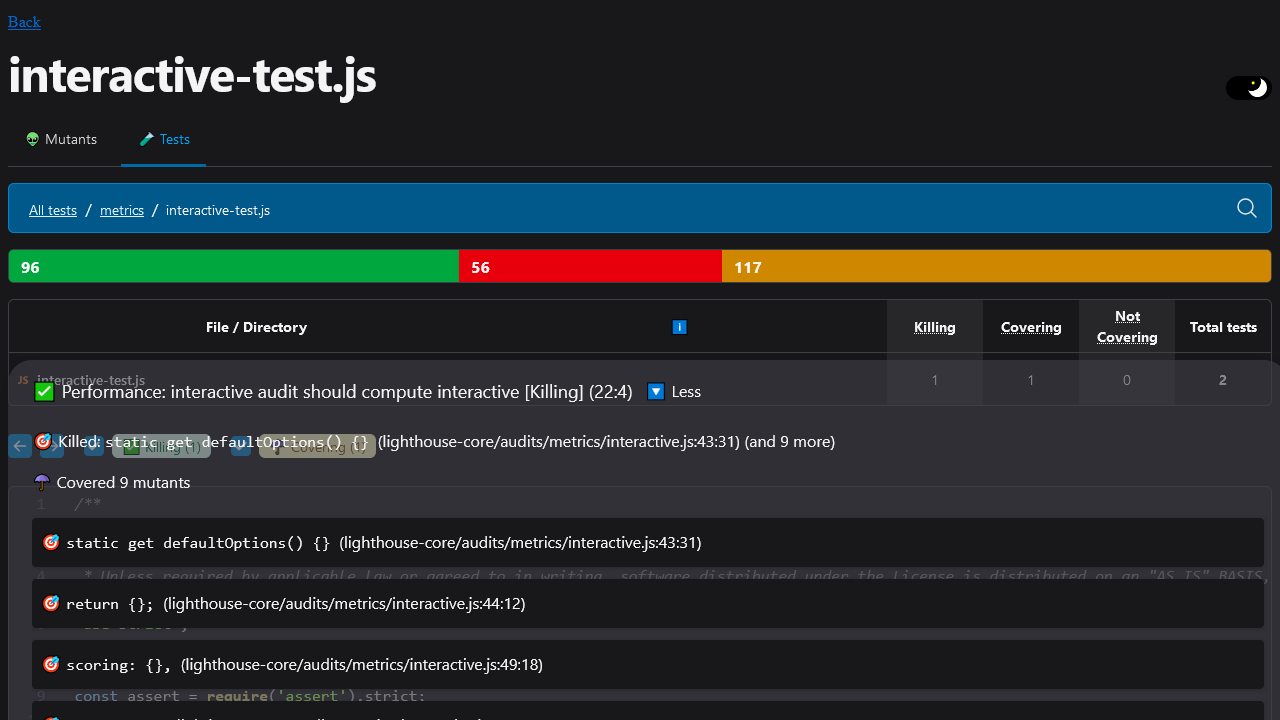 Back
interactive-test.js
Mutants
Tests
All tests / metrics / interactive-test.js
96 56 117
File / Directory Killing Covering Not Covering Total tests
JS interactive-test.js 1 1 0 2
Performance: interactive audit should compute interactive [Killing] (22:4) Less
Killed: static get defaultOptions() {} (lighthouse-core/audits/metrics/interactive.js:43:31) (and 9 more)
Killing (1) Covering (1)
Covered 9 mutants
1 /**
static get defaultOptions() {} (lighthouse-core/audits/metrics/interactive.js:43:31)
4 * Unless required by applicable law or agreed to in writing, software distributed under the License is distributed on an "AS IS" BASIS,
return {}; (lighthouse-core/audits/metrics/interactive.js:44:12)
scoring: {}, (lighthouse-core/audits/metrics/interactive.js:49:18)
9 const assert = require('assert').strict;